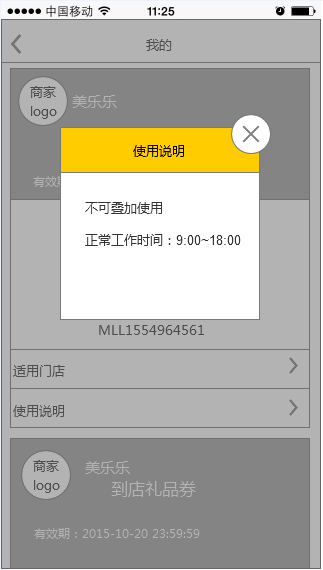 中国移动 11:25
我的
商家
logo
美乐乐
使用说明
有效期
不可叠加使用
正常工作时间：9:00~18:00
MLL1554964561
适用门店
使用说明
商家
logo
美乐乐
到店礼品券
有效期：2015-10-20 23:59:59